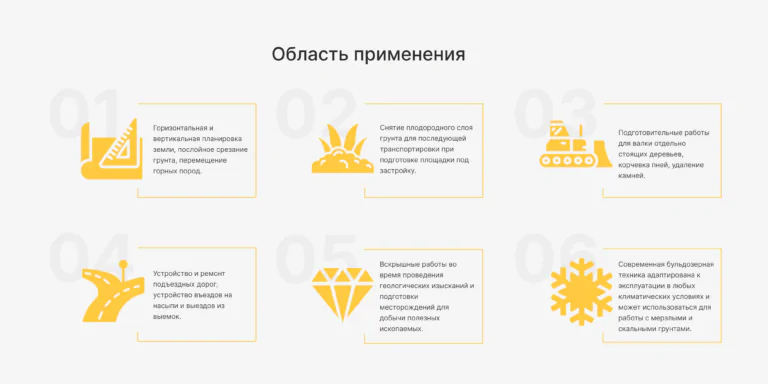 Область применения
01
Горизонтальная и
вертикальная планировка
земли, послойное срезание
грунта, перемещение
горных пород.
02
Снятие плодородного слоя
грунта для последующей
транспортировки при
подготовке площадки под
застройку.
03
Подготовительные работы
для валки отдельно
стоящих деревьев,
корчевка пней, удаление
камней.
04
Устройство и ремонт
подъездных дорог,
устройство въездов на
насыпи и выездов из
выемок.
05
Вскрышные работы во
время проведения
геологических изысканий и
подготовки
месторождений для
добычи полезных
ископаемых.
06
Современная бульдозерная
техника адаптирована к
эксплуатации в любых
климатических условиях и
может использоваться для
работы с мерзлыми и
скальными грунтами.